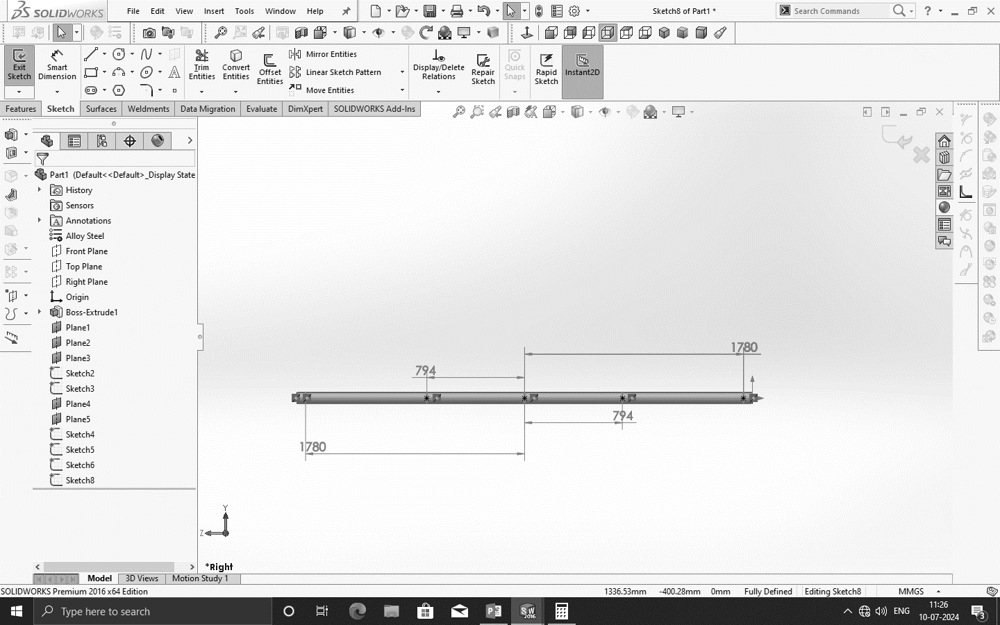 SOLIDWORKS File Edit View Insert Tools Window Help Sketch8 of Part1 * Search Commands
Exit Sketch
Smart Dimension
Trim Entities
Convert Entities
Offset Entities
Mirror Entities
Linear Sketch Pattern
Move Entities
Display/Delete Relations
Repair Sketch
Quick Snaps
Rapid Sketch
Instant2D
Features Sketch Surfaces Weldments Data Migration Evaluate DimXpert SOLIDWORKS Add-Ins
Part1 (Default<<Default>_Display State
History
Sensors
Annotations
Alloy Steel
Front Plane
Top Plane
Right Plane
Origin
Boss-Extrude1
Plane1
Plane2
Plane3
Sketch2
Sketch3
Plane4
Plane5
Sketch4
Sketch5
Sketch6
Sketch8
1780
794
794
1780
Y
Z
*Right
Model 3D Views Motion Study 1
SOLIDWORKS Premium 2016 x64 Edition 1336.53mm -400.28mm 0mm Fully Defined Editing Sketch8 MMGS
Type here to search
SW
2016
ENG
11:26
10-07-2024
3